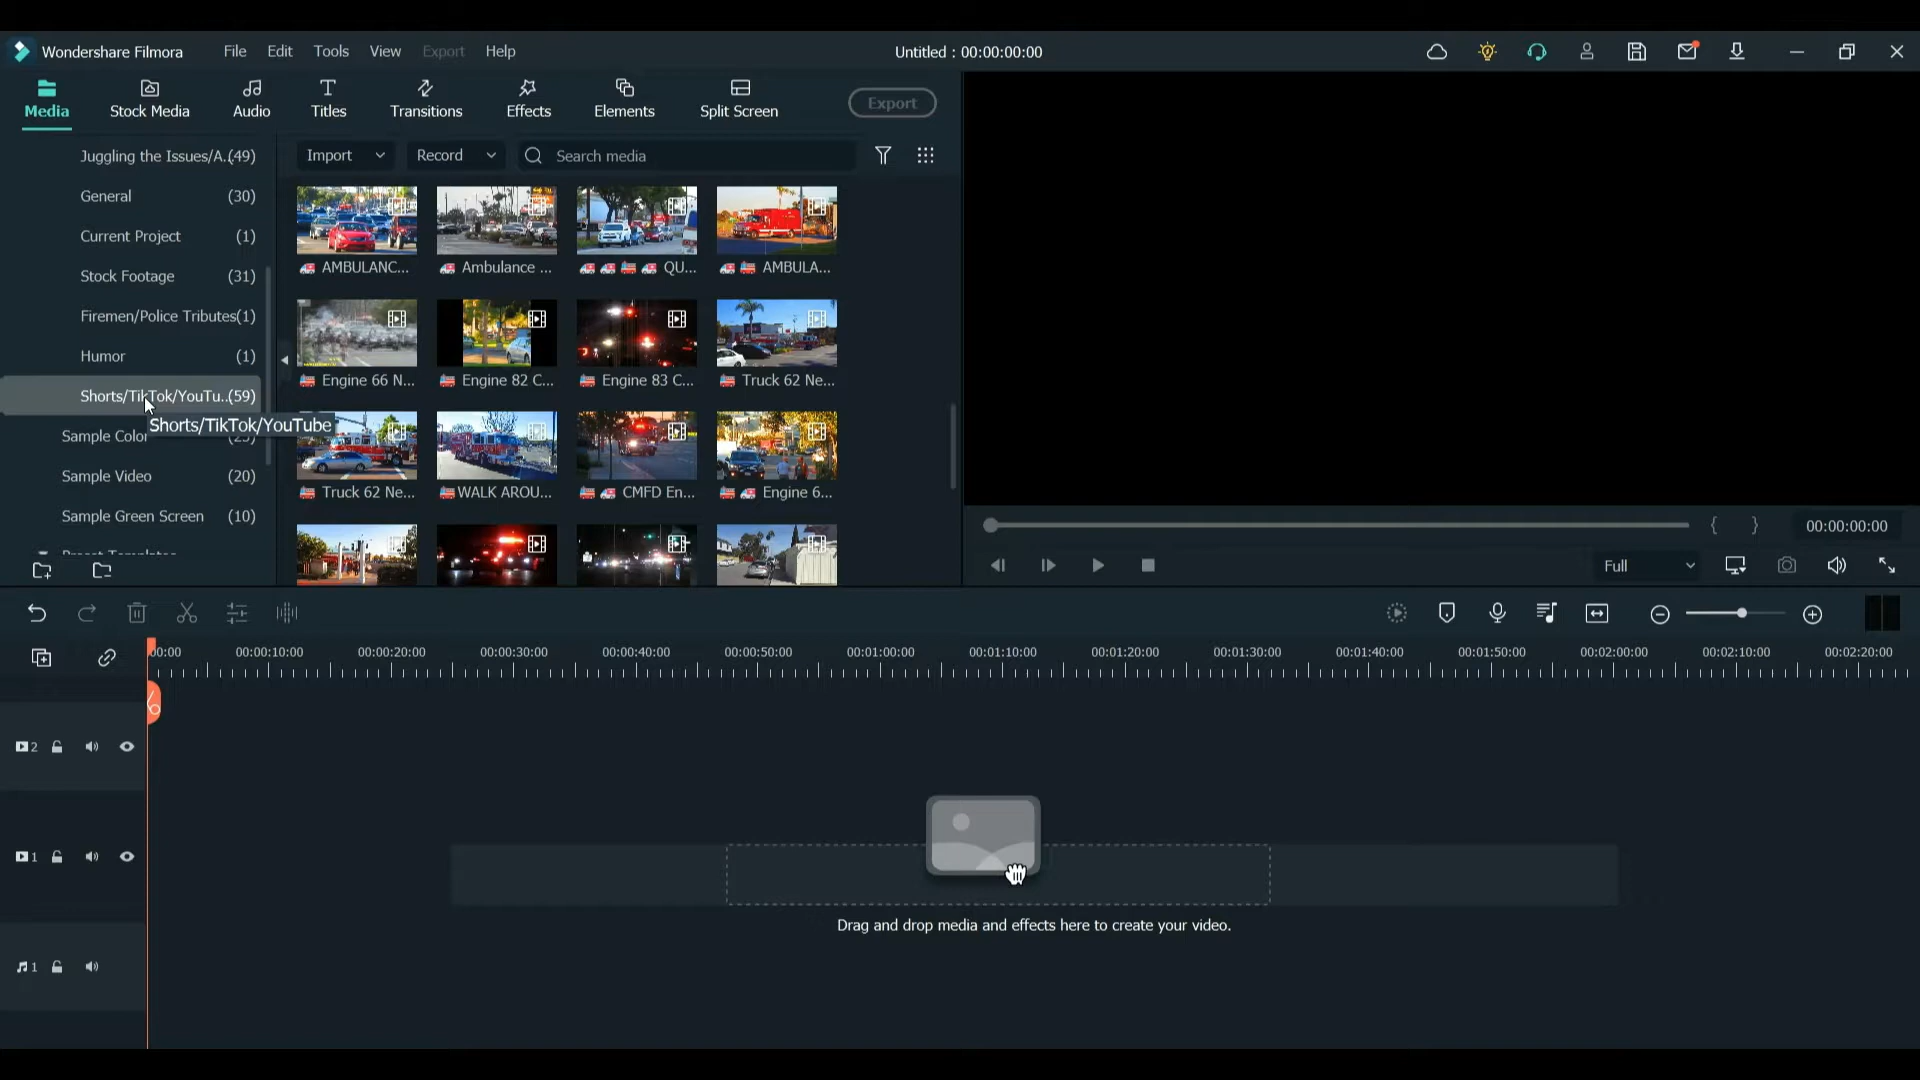 Wondershare Filmora File Edit Tools View Export Help Untitled : 00:00:00:00
Media Stock Media Audio Titles Transitions Effects Elements Split Screen Export
Import Record Search media
Juggling the Issues/A..(49)
General (30)
Current Project (1)
Stock Footage (31)
Firemen/Police Tributes(1)
Humor (1)
Shorts/TikTok/YouTu..(59)
Shorts/TikTok/YouTube
Sample Color
Sample Video (20)
Sample Green Screen (10)
AMBULANC... Ambulance ... QU... AMBULA...
Engine 66 N... Engine 82 C... Engine 83 C... Truck 62 Ne...
Truck 62 Ne... WALK AROU... CMFD En... Engine 6...
{ } 00:00:00:00
Full
00:00 00:00:10:00 00:00:20:00 00:00:30:00 00:00:40:00 00:00:50:00 00:01:00:00 00:01:10:00 00:01:20:00 00:01:30:00 00:01:40:00 00:01:50:00 00:02:00:00 00:02:10:00 00:02:20:00
2
1
Drag and drop media and effects here to create your video.
1